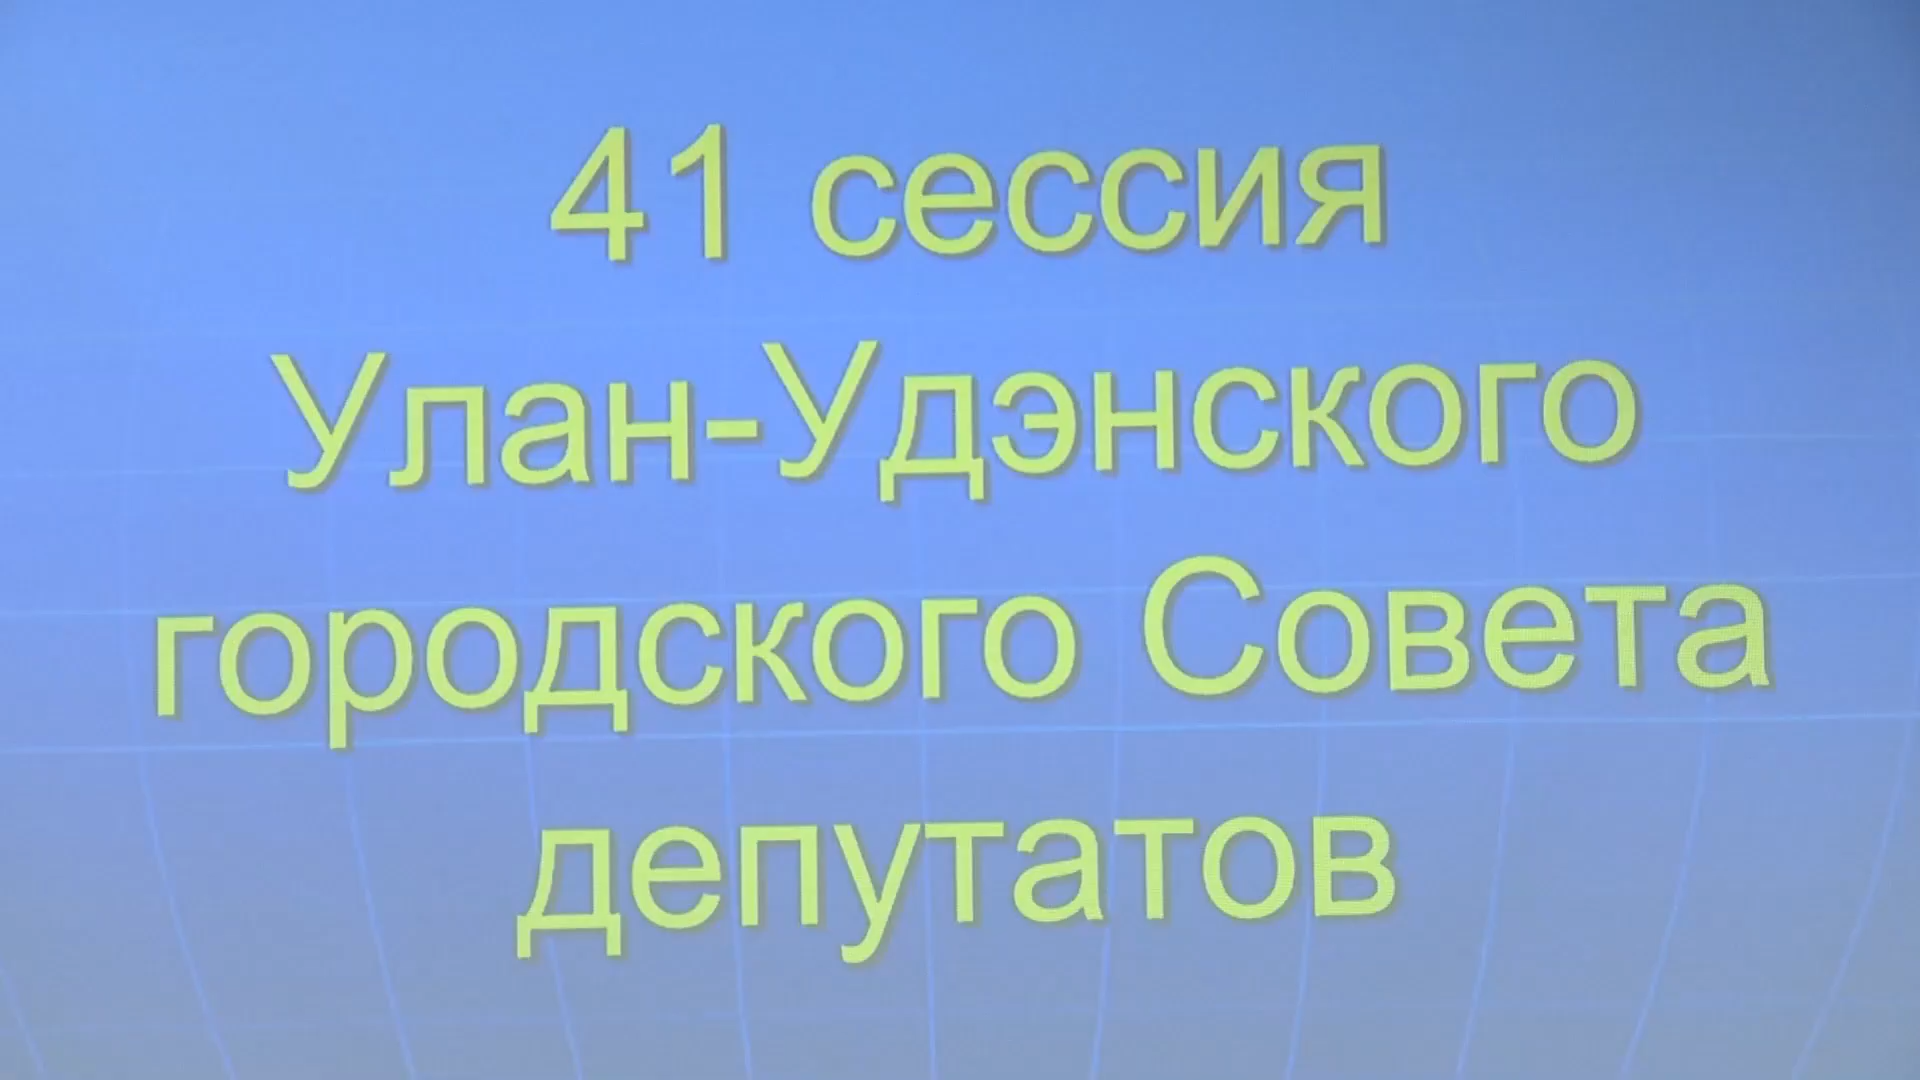 41 сессия
Улан-Удэнского
городского Совета
депутатов